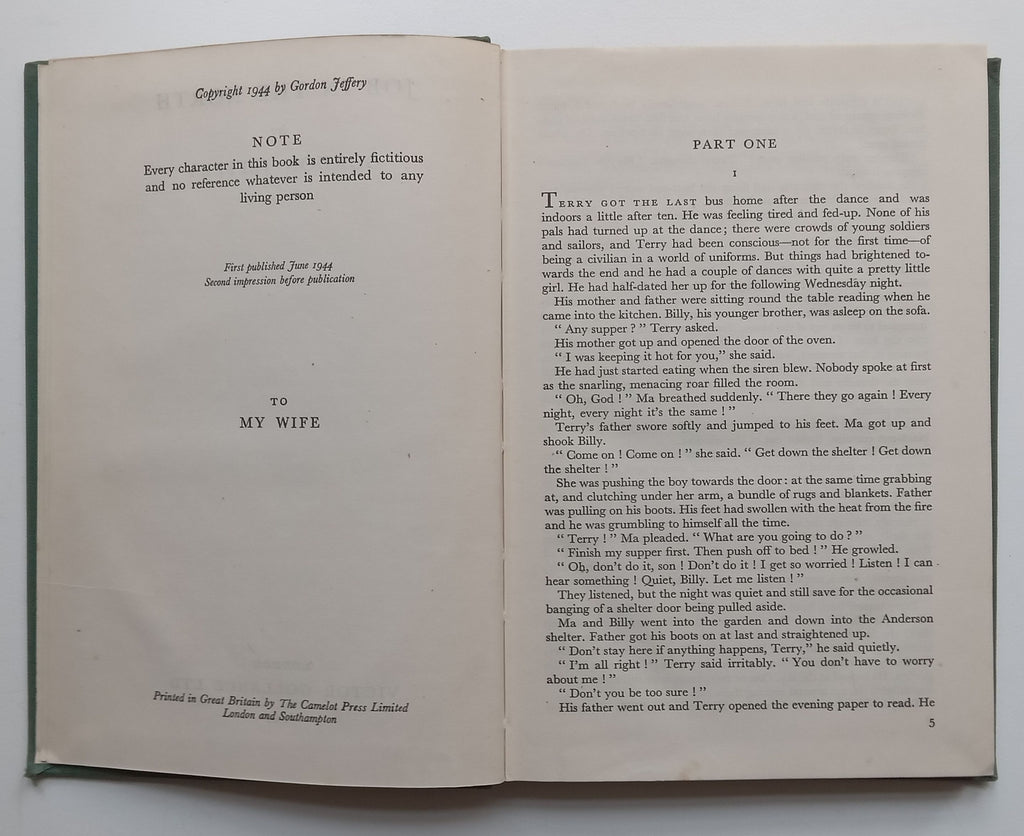 Copyright 1944 by Gordon Jeffery
NOTE
Every character in this book is entirely fictitious
and no reference whatever is intended to any
living person
First published June 1944
Second impression before publication
TO
MY WIFE
Printed in Great Britain by The Camelot Press Limited
London and Southampton
PART ONE
I
TERRY GOT THE LAST bus home after the dance and was
indoors a little after ten. He was feeling tired and fed-up. None of his
pals had turned up at the dance; there were crowds of young soldiers
and sailors, and Terry had been conscious—not for the first time—of
being a civilian in a world of uniforms. But things had brightened to-
wards the end and he had a couple of dances with quite a pretty little
girl. He had half-dated her up for the following Wednesday night.
His mother and father were sitting round the table reading when he
came into the kitchen. Billy, his younger brother, was asleep on the sofa.
“ Any supper ? ” Terry asked.
His mother got up and opened the door of the oven.
“ I was keeping it hot for you,” she said.
He had just started eating when the siren blew. Nobody spoke at first
as the snarling, menacing roar filled the room.
“ Oh, God ! ” Ma breathed suddenly. “ There they go again ! Every
night, every night it’s the same ! ”
Terry’s father swore softly and jumped to his feet. Ma got up and
shook Billy.
“ Come on ! Come on ! ” she said. “ Get down the shelter ! Get down
the shelter ! ”
She was pushing the boy towards the door: at the same time grabbing
at, and clutching under her arm, a bundle of rugs and blankets. Father
was pulling on his boots. His feet had swollen with the heat from the fire
and he was grumbling to himself all the time.
“ Terry ! ” Ma pleaded. “ What are you going to do ? ”
“ Finish my supper first. Then push off to bed ! ” He growled.
“ Oh, don’t do it, son ! Don’t do it ! I get so worried ! Listen ! I can
hear something ! Quiet, Billy. Let me listen ! ”
They listened, but the night was quiet and still save for the occasional
banging of a shelter door being pulled aside.
Ma and Billy went into the garden and down into the Anderson
shelter. Father got his boots on at last and straightened up.
“ Don’t stay here if anything happens, Terry,” he said quietly.
“ I’m all right ! ” Terry said irritably. “ You don’t have to worry
about me ! ”
“ Don’t you be too sure ! ”
His father went out and Terry opened the evening paper to read. He
5